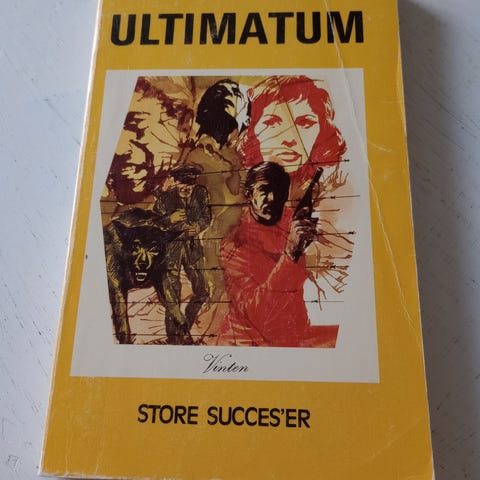 ULTIMATUM
Vinten
STORE SUCCES'ER